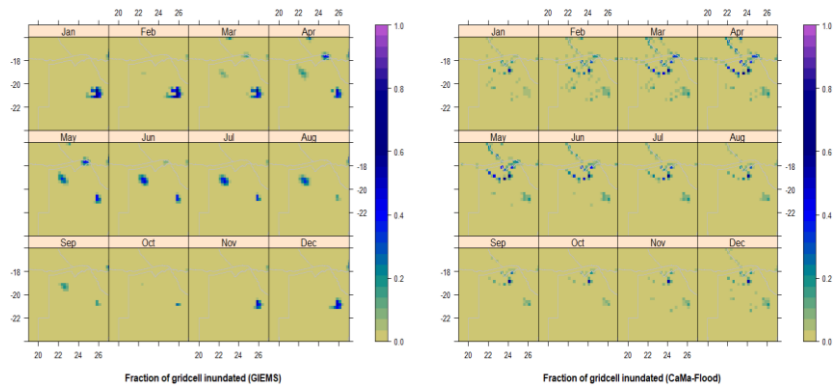 20 22 24 26 20 22 24 26
Jan Feb Mar Apr
-18
-20
-22
May Jun Jul Aug
-18
-20
-22
Sep Oct Nov Dec
-18
-20
-22
20 22 24 26 20 22 24 26
1.0
0.8
0.6
0.4
0.2
0.0
Fraction of gridcell inundated (GIEMS)
20 22 24 26 20 22 24 26
Jan Feb Mar Apr
-18
-20
-22
May Jun Jul Aug
-18
-20
-22
Sep Oct Nov Dec
-18
-20
-22
20 22 24 26 20 22 24 26
1.0
0.8
0.6
0.4
0.2
0.0
Fraction of gridcell inundated (CaMa-Flood)